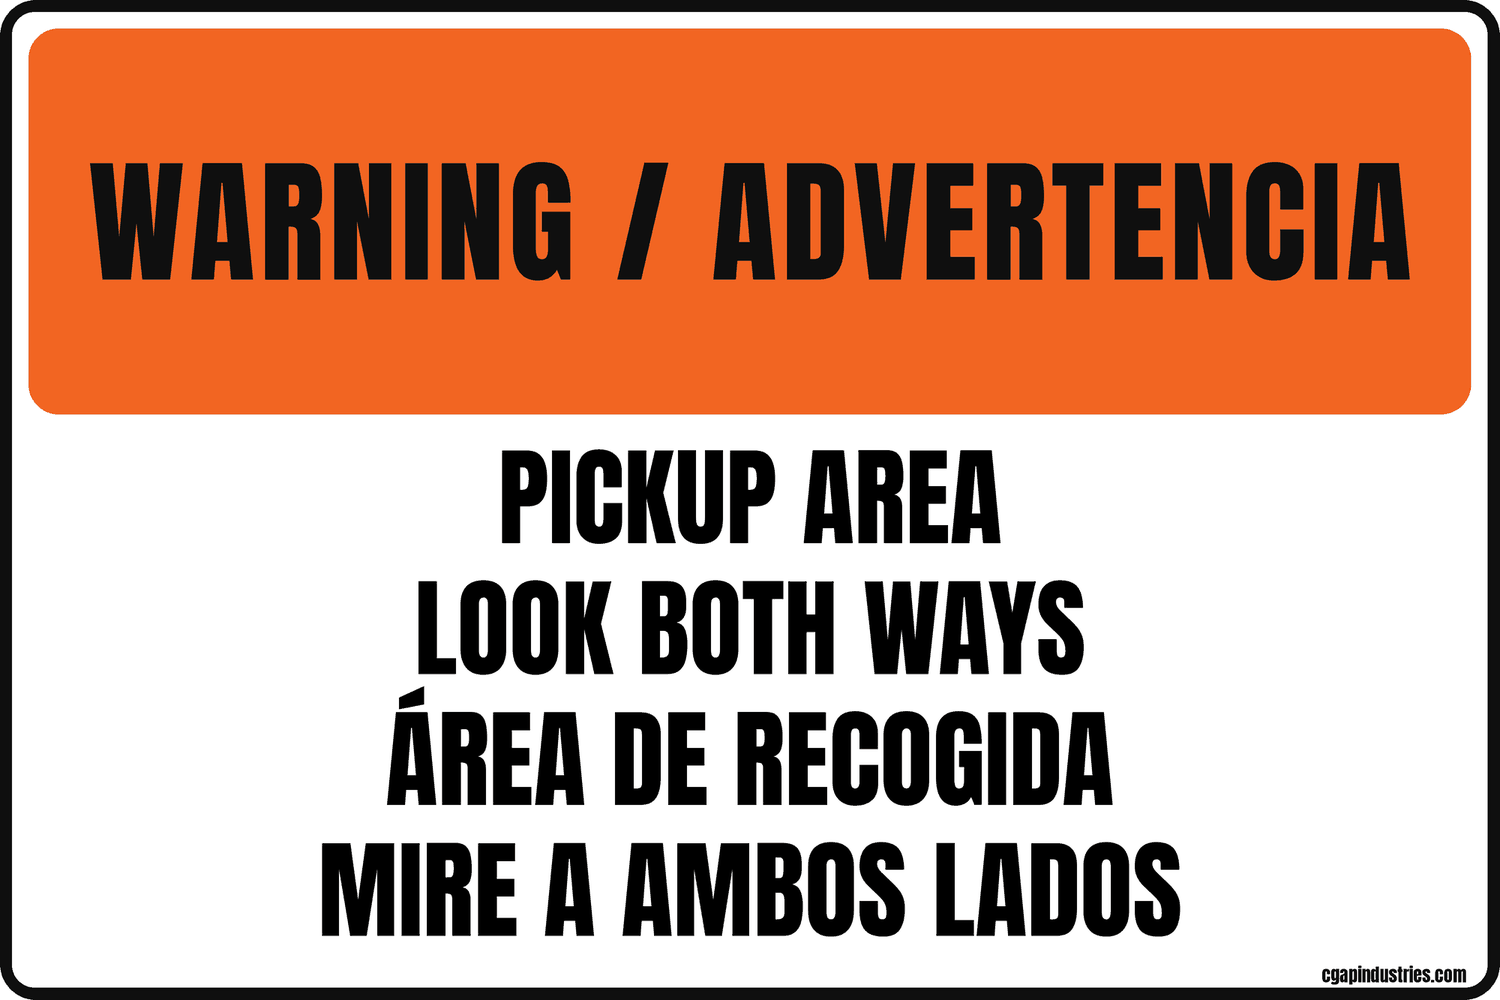 WARNING / ADVERTENCIA
PICKUP AREA
LOOK BOTH WAYS
ÁREA DE RECOGIDA
MIRE A AMBOS LADOS
cgapindustries.com